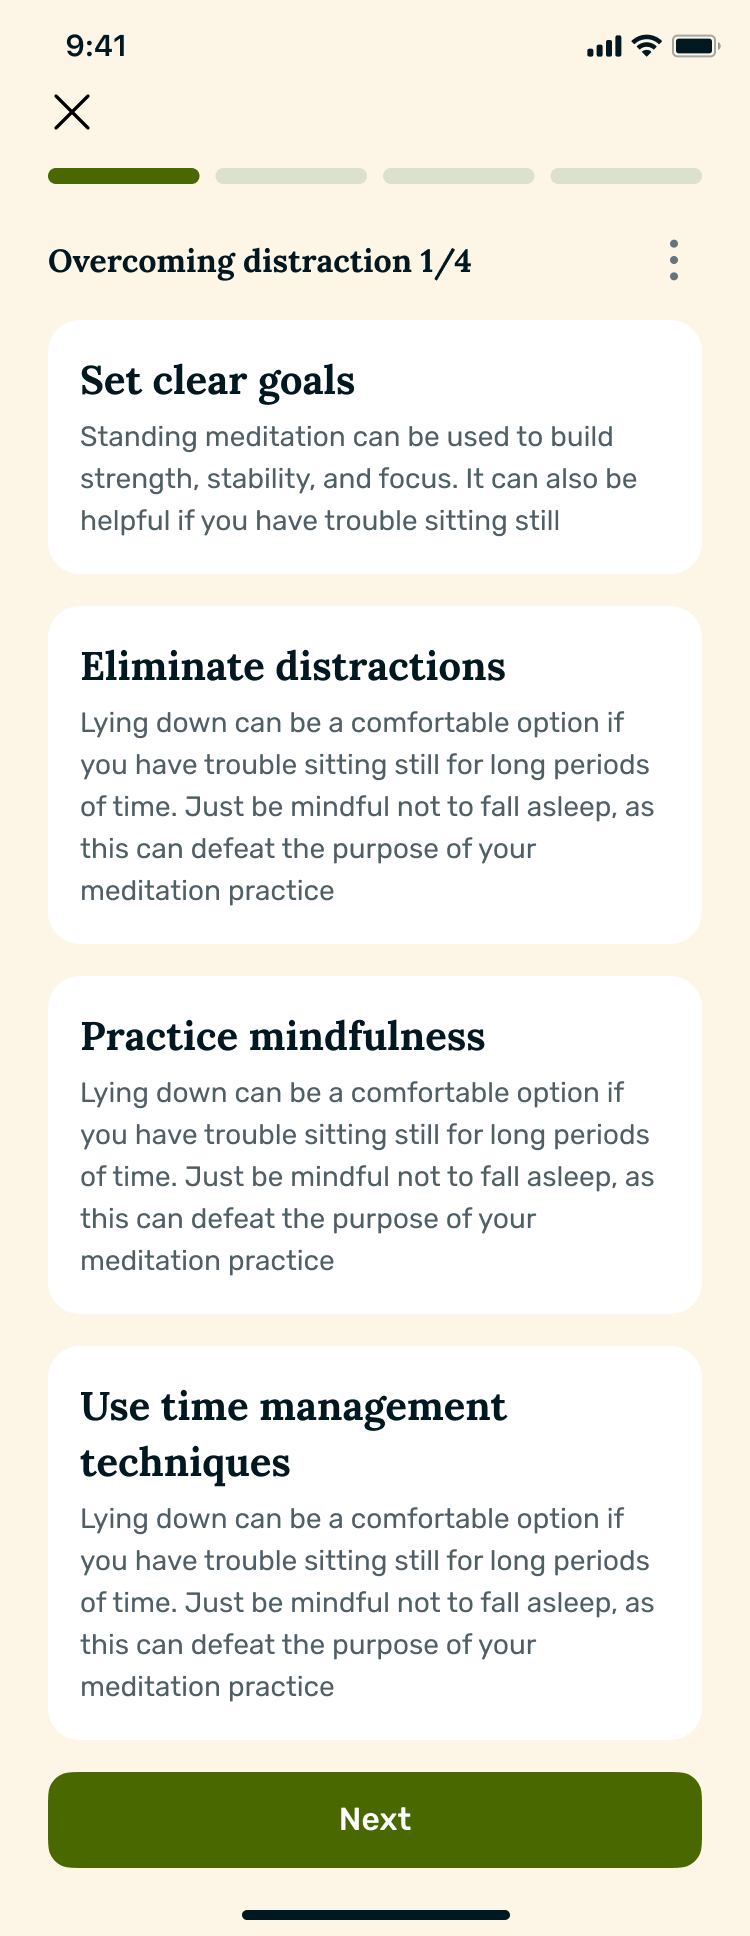 9:41
Overcoming distraction 1/4
Set clear goals
Standing meditation can be used to build
strength, stability, and focus. It can also be
helpful if you have trouble sitting still
Eliminate distractions
Lying down can be a comfortable option if
you have trouble sitting still for long periods
of time. Just be mindful not to fall asleep, as
this can defeat the purpose of your
meditation practice
Practice mindfulness
Lying down can be a comfortable option if
you have trouble sitting still for long periods
of time. Just be mindful not to fall asleep, as
this can defeat the purpose of your
meditation practice
Use time management
techniques
Lying down can be a comfortable option if
you have trouble sitting still for long periods
of time. Just be mindful not to fall asleep, as
this can defeat the purpose of your
meditation practice
Next